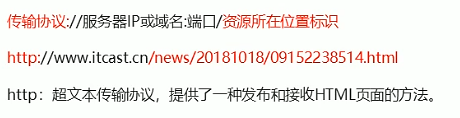 传输协议://服务器IP或域名:端口/资源所在位置标识
http://www.itcast.cn/news/20181018/09152238514.html
http：超文本传输协议，提供了一种发布和接收HTML页面的方法。